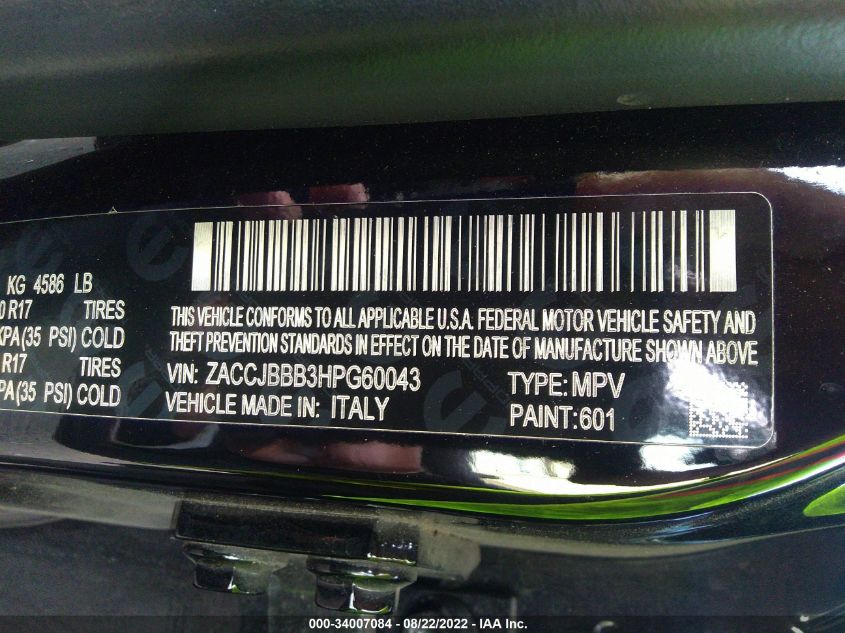 KG 4586 LB
0 R17 TIRES
KPA(35 PSI) COLD
R17 TIRES
PA(35 PSI) COLD
THIS VEHICLE CONFORMS TO ALL APPLICABLE U.S.A. FEDERAL MOTOR VEHICLE SAFETY AND
THEFT PREVENTION STANDARDS IN EFFECT ON THE DATE OF MANUFACTURE SHOWN ABOVE
VIN: ZACCJBBB3HPG60043 TYPE: MPV
VEHICLE MADE IN: ITALY PAINT:601
000-34007084 - 08/22/2022 - © IAA Inc.